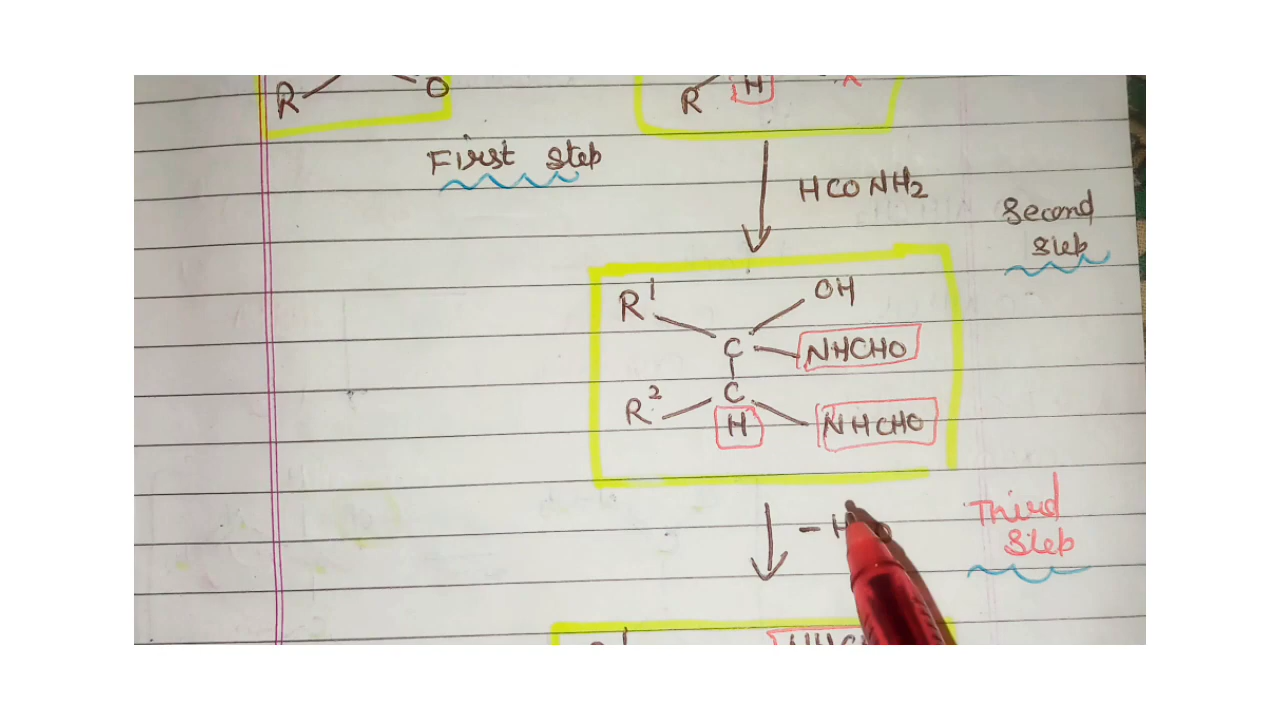 R O
R H
First step
HCONH₂
Second
step
R¹ OH
C NHCHO
R² C
H NHCHO
Third
step